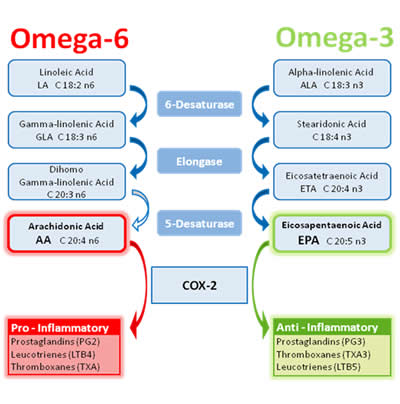 Omega-6
Omega-3
Linoleic Acid
LA C 18:2 n6
Alpha-linolenic Acid
ALA C 18:3 n3
6-Desaturase
Gamma-linolenic Acid
GLA C 18:3 n6
Stearidonic Acid
C 18:4 n3
Elongase
Dihomo
Gamma-linolenic Acid
C 20:3 n6
Eicosatetraenoic Acid
ETA C 20:4 n3
5-Desaturase
Arachidonic Acid
AA C 20:4 n6
Eicosapentaenoic Acid
EPA C 20:5 n3
COX-2
Pro - Inflammatory
Prostaglandins (PG2)
Leucotrienes (LTB4)
Thromboxanes (TXA)
Anti - Inflammatory
Prostaglandins (PG3)
Thromboxanes (TXA3)
Leucotrienes (LTB5)